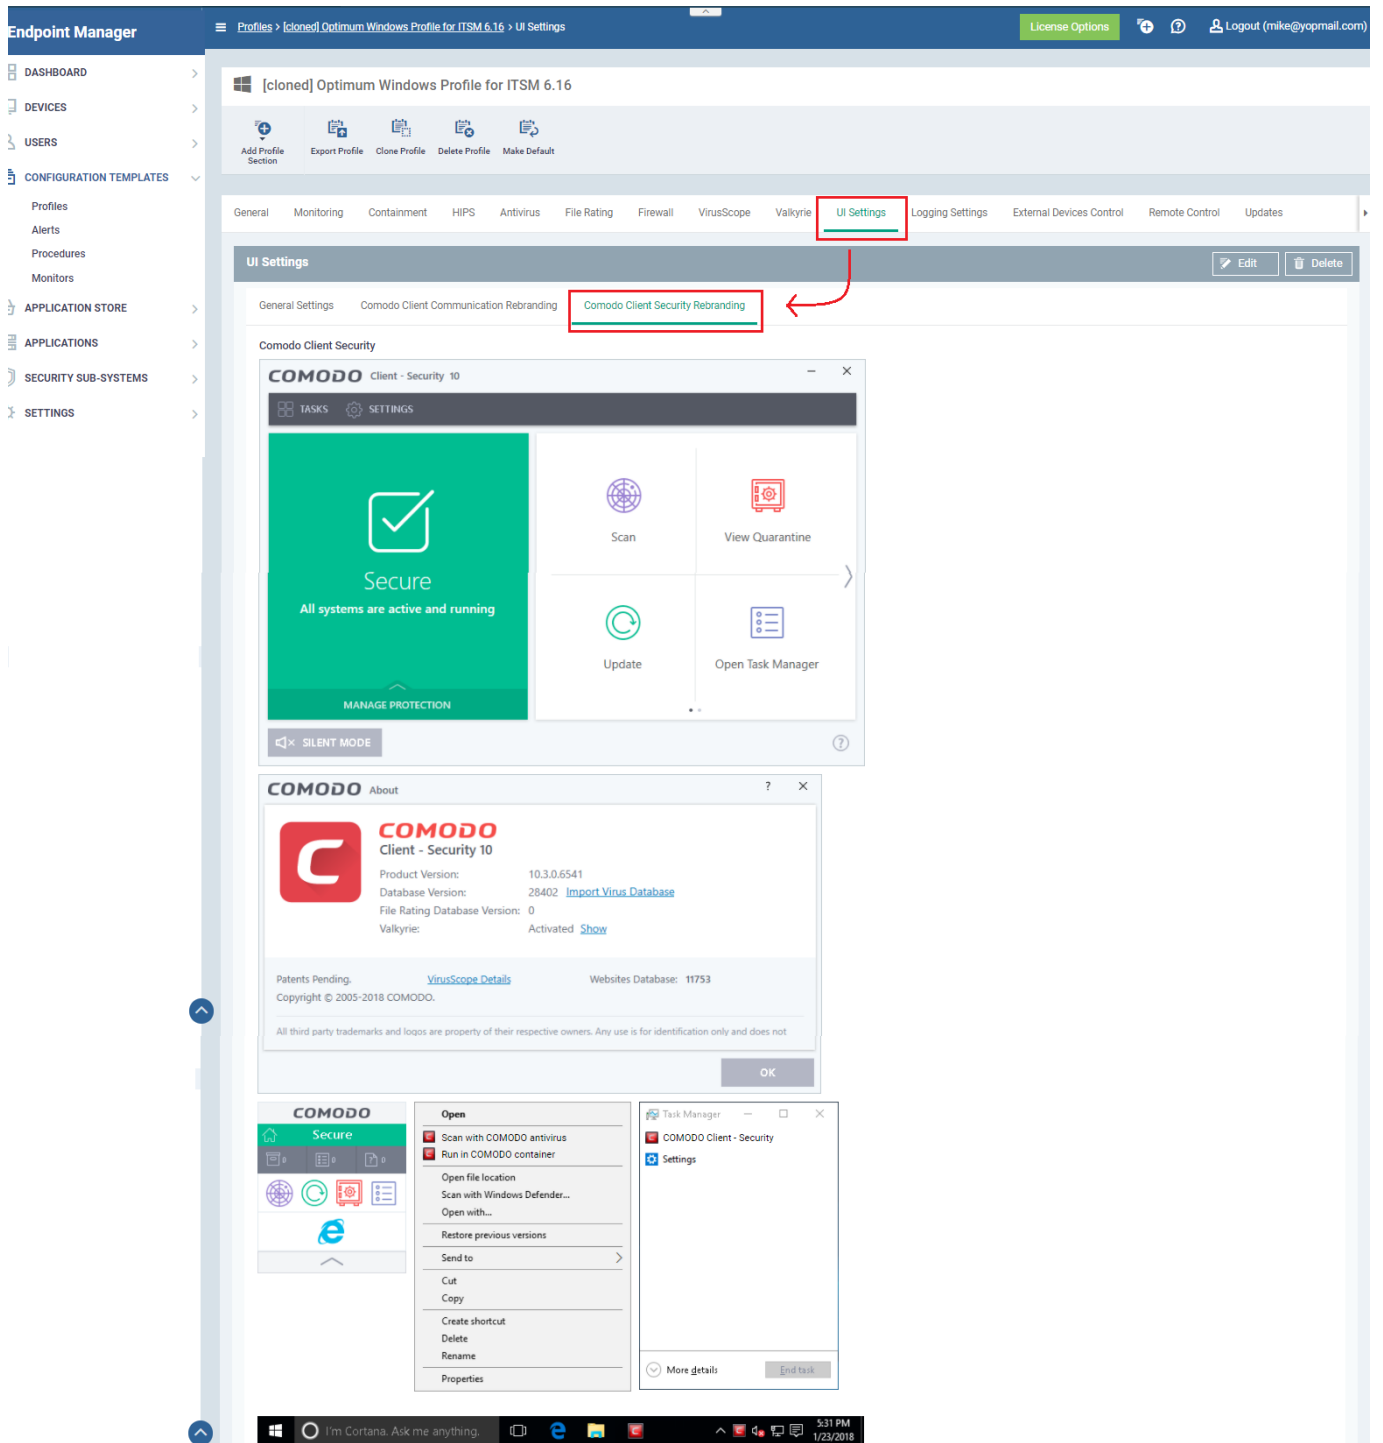 Endpoint Manager
Profiles > [cloned] Optimum Windows Profile for ITSM 6.16 > UI Settings
License Options
Logout (mike@yopmail.com)
DASHBOARD
DEVICES
USERS
CONFIGURATION TEMPLATES
Profiles
Alerts
Procedures
Monitors
APPLICATION STORE
APPLICATIONS
SECURITY SUB-SYSTEMS
SETTINGS
[cloned] Optimum Windows Profile for ITSM 6.16
Add Profile Export Profile Clone Profile Delete Profile Make Default
Section
General Monitoring Containment HIPS Antivirus File Rating Firewall VirusScope Valkyrie UI Settings Logging Settings External Devices Control Remote Control Updates
UI Settings
Edit Delete
General Settings Comodo Client Communication Rebranding Comodo Client Security Rebranding
Comodo Client Security
COMODO Client - Security 10
TASKS SETTINGS
Secure
All systems are active and running
MANAGE PROTECTION
Scan View Quarantine
Update Open Task Manager
SILENT MODE
COMODO About
COMODO
Client - Security 10
Product Version: 10.3.0.6541
Database Version: 28402 Import Virus Database
File Rating Database Version: 0
Valkyrie: Activated Show
Patents Pending. VirusScope Details Websites Database: 11753
Copyright © 2005-2018 COMODO.
All third party trademarks and logos are property of their respective owners. Any use is for identification only and does not
OK
COMODO
Secure
0 0 0
Open
Scan with COMODO antivirus
Run in COMODO container
Open file location
Scan with Windows Defender...
Open with...
Restore previous versions
Send to
Cut
Copy
Create shortcut
Delete
Rename
Properties
Task Manager
COMODO Client - Security
Settings
More details End task
I'm Cortana. Ask me anything.
5:31 PM
1/23/2018